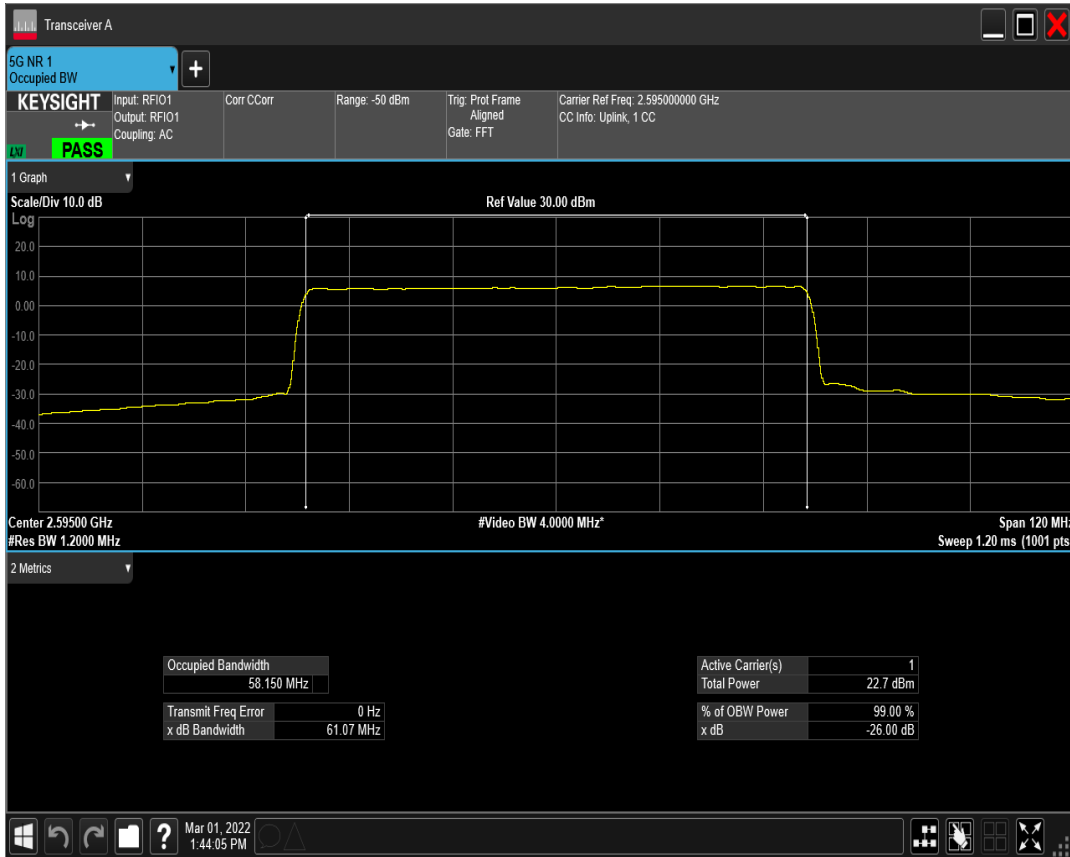 Transceiver A
5G NR 1
Occupied BW
+
KEYSIGHT
LXI
PASS
Input: RFIO1
Output: RFIO1
Coupling: AC
Corr CCorr
Range: -50 dBm
Trig: Prot Frame
Aligned
Gate: FFT
Carrier Ref Freq: 2.595000000 GHz
CC Info: Uplink, 1 CC
1 Graph
Scale/Div 10.0 dB
Ref Value 30.00 dBm
Log
20.0
10.0
0.00
-10.0
-20.0
-30.0
-40.0
-50.0
-60.0
Center 2.59500 GHz
#Video BW 4.0000 MHz*
Span 120 MHz
#Res BW 1.2000 MHz
Sweep 1.20 ms (1001 pts
2 Metrics
Occupied Bandwidth
58.150 MHz
Transmit Freq Error 0 Hz
x dB Bandwidth 61.07 MHz
Active Carrier(s) 1
Total Power 22.7 dBm
% of OBW Power 99.00 %
x dB -26.00 dB
?
Mar 01, 2022
1:44:05 PM